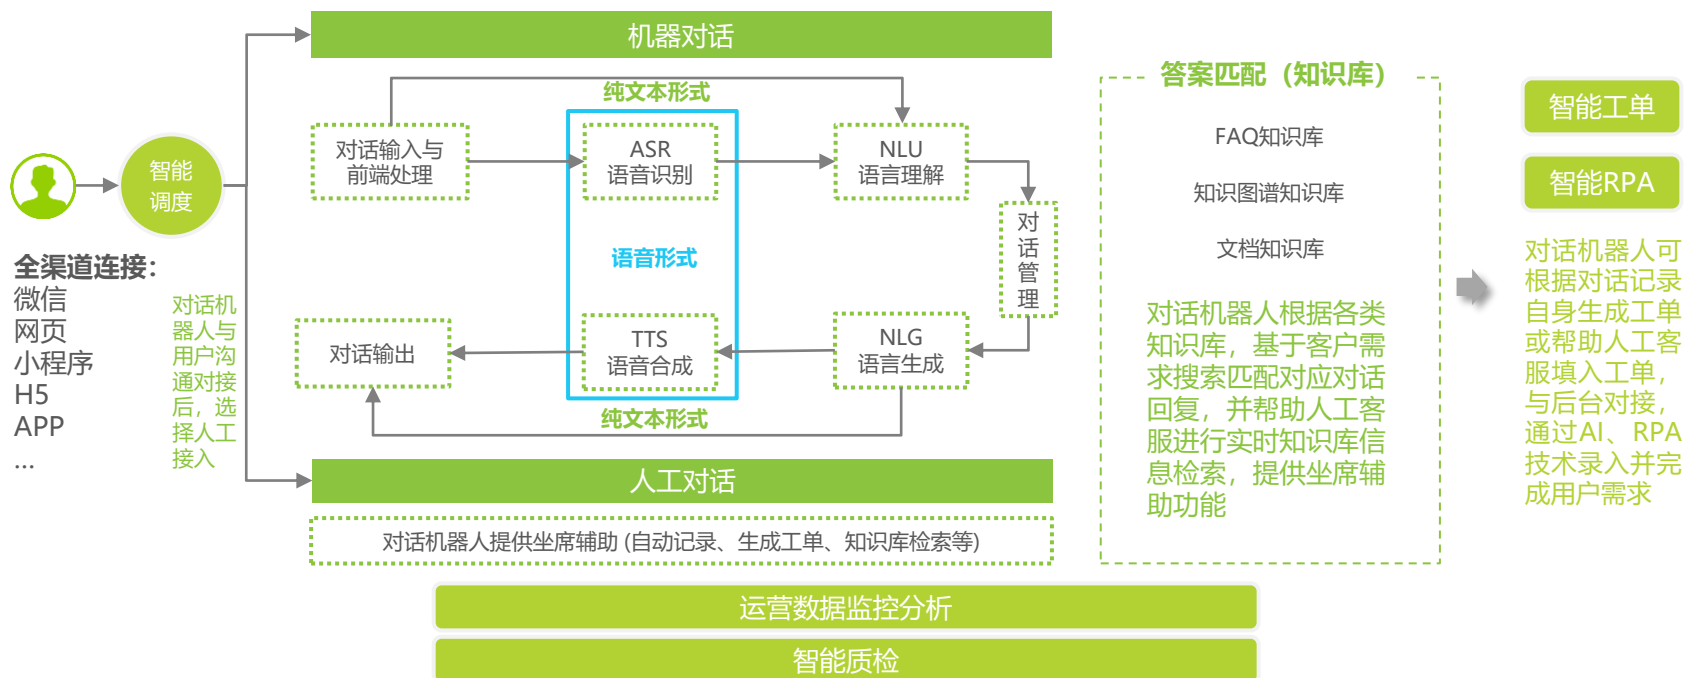 机器对话
纯文本形式
对话输入与
前端处理
ASR
语音识别
NLU
语言理解
智能
调度
对
话
管
理
语音形式
全渠道连接：
微信
网页
小程序
H5
APP
...
对话机
器人与
用户沟
通对接
后，选
择人工
接入
对话输出
TTS
语音合成
NLG
语言生成
纯文本形式
人工对话
对话机器人提供坐席辅助 (自动记录、生成工单、知识库检索等)
答案匹配（知识库）
FAQ知识库
知识图谱知识库
文档知识库
对话机器人根据各类
知识库，基于客户需
求搜索匹配对应对话
回复，并帮助人工客
服进行实时知识库信
息检索，提供坐席辅
助功能
智能工单
智能RPA
对话机器人可
根据对话记录
自身生成工单
或帮助人工客
服填入工单，
与后台对接，
通过AI、RPA
技术录入并完
成用户需求
运营数据监控分析
智能质检